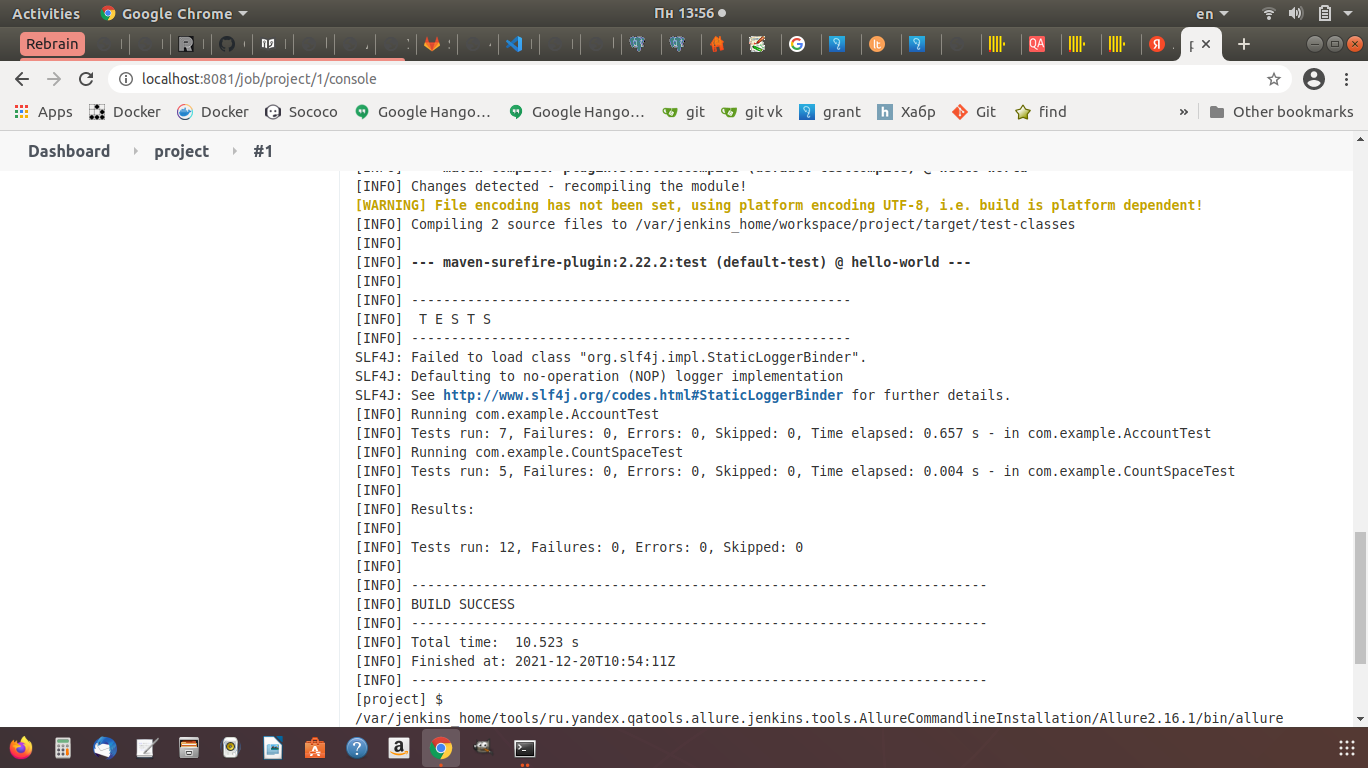 Activities Google Chrome Пн 13:56 en
Rebrain
localhost:8081/job/project/1/console
Apps Docker Docker Sococo Google Hango… Google Hango… git git vk grant Хабр Git find » Other bookmarks
Dashboard project #1
[INFO] Changes detected - recompiling the module!
[WARNING] File encoding has not been set, using platform encoding UTF-8, i.e. build is platform dependent!
[INFO] Compiling 2 source files to /var/jenkins_home/workspace/project/target/test-classes
[INFO]
[INFO] --- maven-surefire-plugin:2.22.2:test (default-test) @ hello-world ---
[INFO]
[INFO] -------------------------------------------------------
[INFO]  T E S T S
[INFO] -------------------------------------------------------
SLF4J: Failed to load class "org.slf4j.impl.StaticLoggerBinder".
SLF4J: Defaulting to no-operation (NOP) logger implementation
SLF4J: See http://www.slf4j.org/codes.html#StaticLoggerBinder for further details.
[INFO] Running com.example.AccountTest
[INFO] Tests run: 7, Failures: 0, Errors: 0, Skipped: 0, Time elapsed: 0.657 s - in com.example.AccountTest
[INFO] Running com.example.CountSpaceTest
[INFO] Tests run: 5, Failures: 0, Errors: 0, Skipped: 0, Time elapsed: 0.004 s - in com.example.CountSpaceTest
[INFO]
[INFO] Results:
[INFO]
[INFO] Tests run: 12, Failures: 0, Errors: 0, Skipped: 0
[INFO]
[INFO] ------------------------------------------------------------------------
[INFO] BUILD SUCCESS
[INFO] ------------------------------------------------------------------------
[INFO] Total time:  10.523 s
[INFO] Finished at: 2021-12-20T10:54:11Z
[INFO] ------------------------------------------------------------------------
[project] $
/var/jenkins_home/tools/ru.yandex.qatools.allure.jenkins.tools.AllureCommandlineInstallation/Allure2.16.1/bin/allure